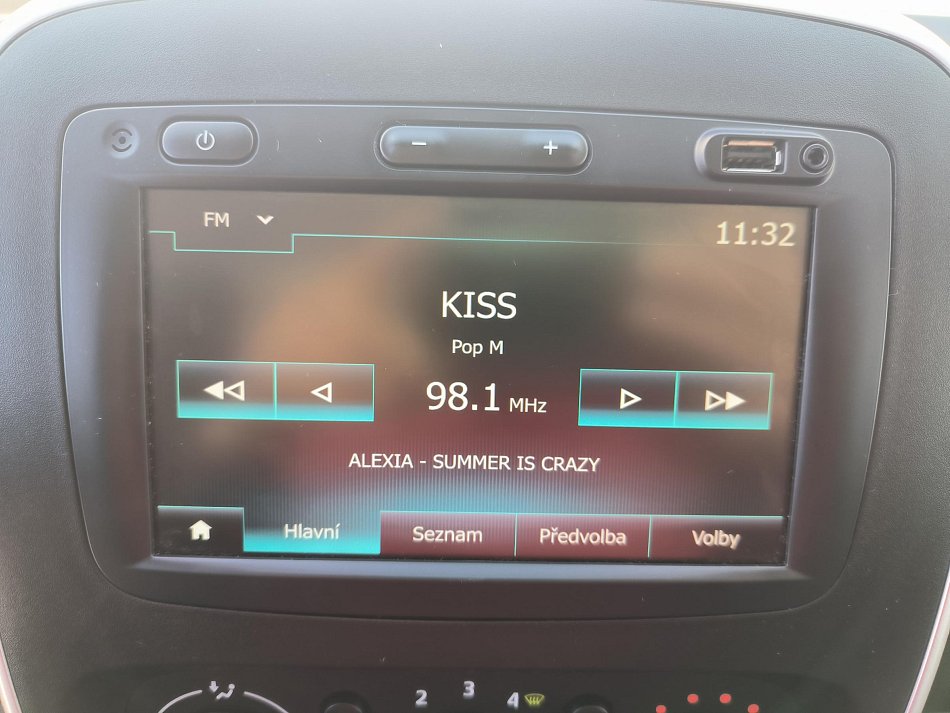 − +
FM
11:32
KISS
Pop M
98.1 MHz
ALEXIA - SUMMER IS CRAZY
Hlavní Seznam Předvolba Volby
2 3 4